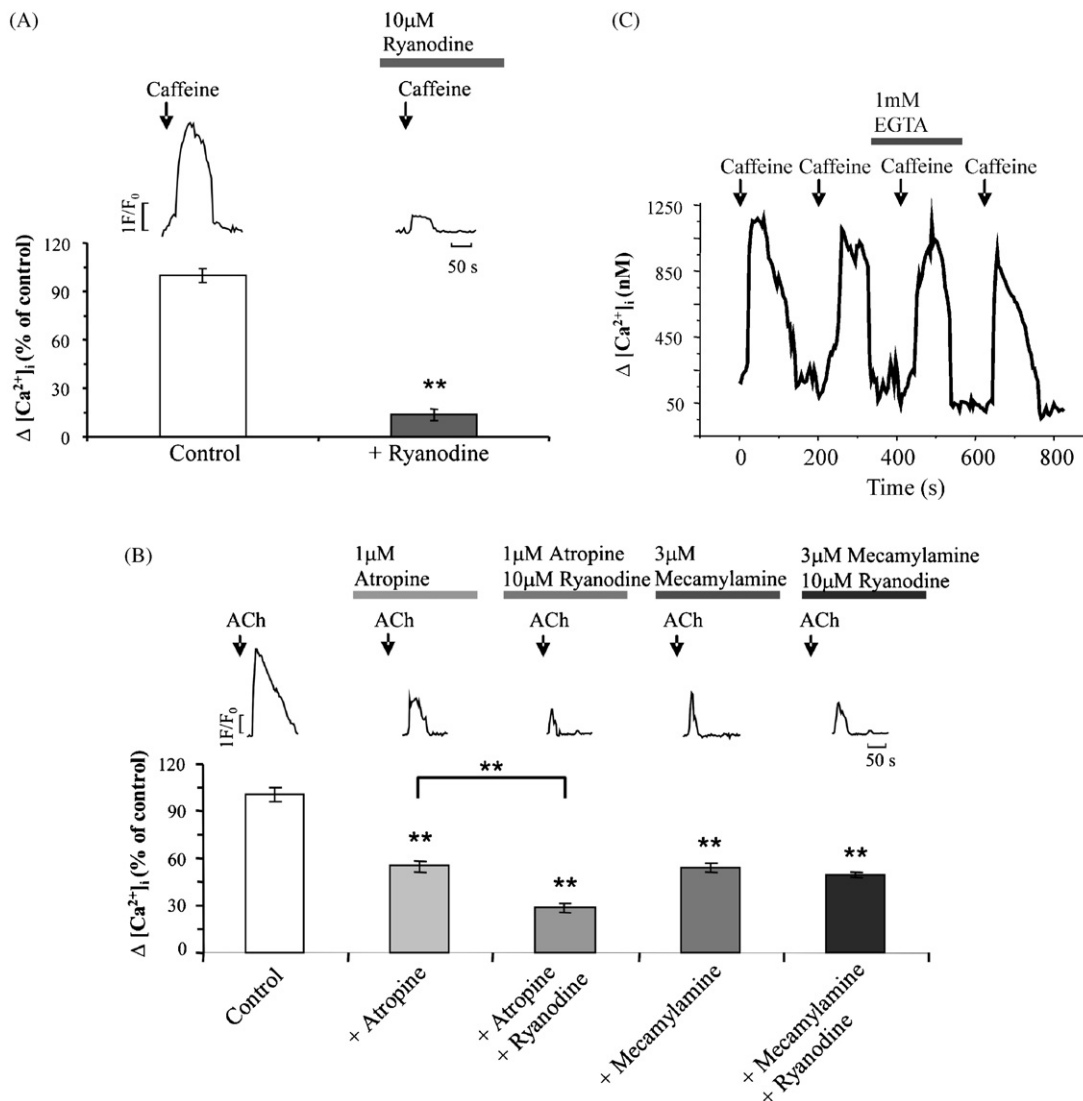 (A)
10μM
Ryanodine
Caffeine
Caffeine
1F/F₀
50 s
Δ [Ca²⁺]ᵢ (% of control)
120
90
60
30
15
0
Control
+ Ryanodine
**
(C)
1mM
EGTA
Caffeine Caffeine Caffeine Caffeine
Δ [Ca²⁺]ᵢ (nM)
1250
850
450
50
0 200 400 600 800
Time (s)
(B)
1μM
Atropine
1μM Atropine
10μM Ryanodine
3μM
Mecamylamine
3μM Mecamylamine
10μM Ryanodine
ACh ACh ACh ACh ACh
1F/F₀
50 s
Δ [Ca²⁺]ᵢ (% of control)
120
90
60
30
0
**
** ** ** **
Control
+ Atropine
+ Atropine
+ Ryanodine
+ Mecamylamine
+ Mecamylamine
+ Ryanodine